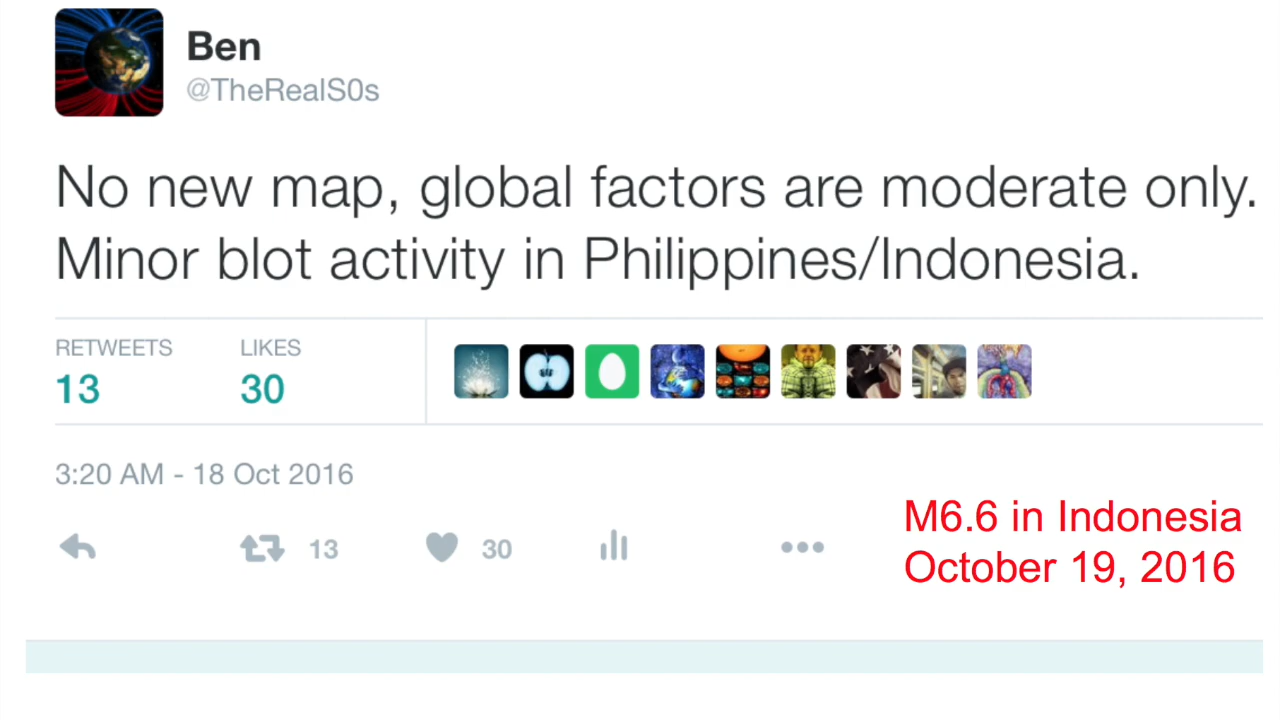 Ben
@TheRealS0s
No new map, global factors are moderate only.
Minor blot activity in Philippines/Indonesia.
RETWEETS LIKES
13 30
3:20 AM - 18 Oct 2016
13 30
M6.6 in Indonesia
October 19, 2016